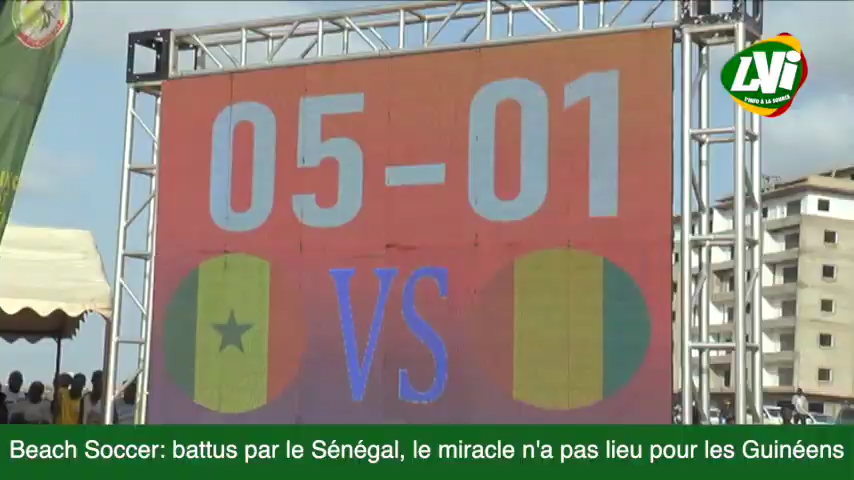 LVi
L'INFO À LA SOURCE
05-01
VS
Beach Soccer: battus par le Sénégal, le miracle n'a pas lieu pour les Guinéens